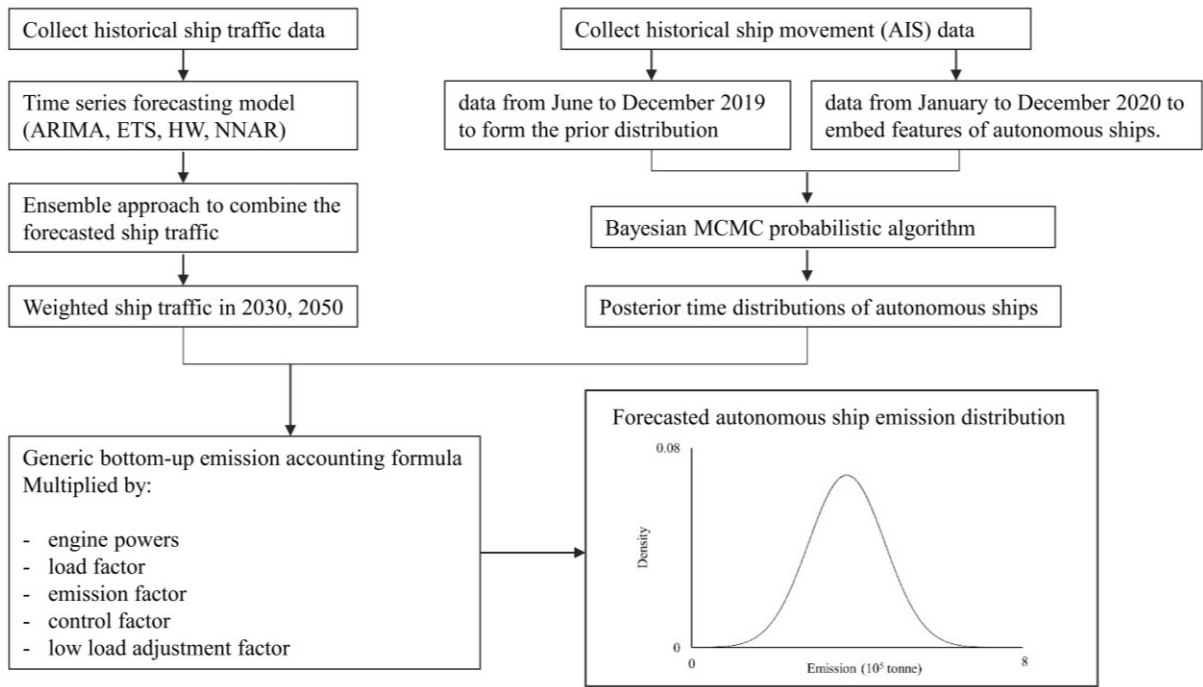 Collect historical ship traffic data
Collect historical ship movement (AIS) data
Time series forecasting model
(ARIMA, ETS, HW, NNAR)
data from June to December 2019
to form the prior distribution
data from January to December 2020 to
embed features of autonomous ships.
Ensemble approach to combine the
forecasted ship traffic
Bayesian MCMC probabilistic algorithm
Weighted ship traffic in 2030, 2050
Posterior time distributions of autonomous ships
Generic bottom-up emission accounting formula
Multiplied by:
- engine powers
- load factor
- emission factor
- control factor
- low load adjustment factor
Forecasted autonomous ship emission distribution
0.08
Density
0
0
8
Emission (10⁵ tonne)